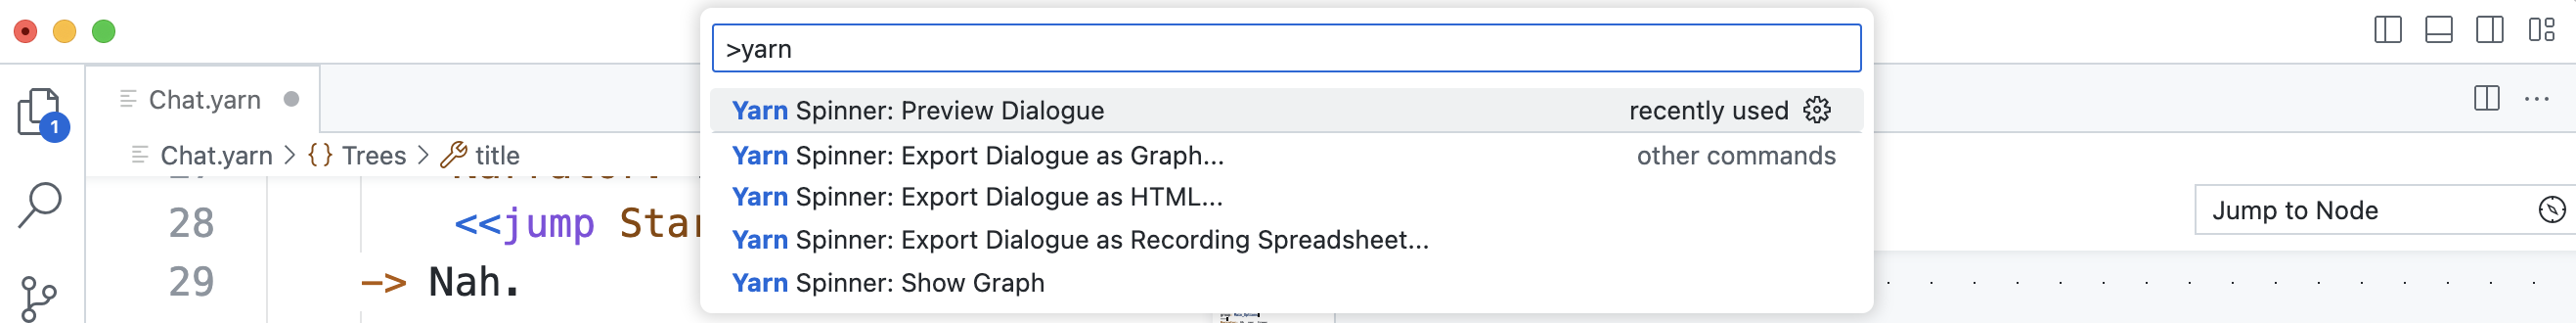 >yarn
Yarn Spinner: Preview Dialogue recently used
Yarn Spinner: Export Dialogue as Graph... other commands
Yarn Spinner: Export Dialogue as HTML...
Yarn Spinner: Export Dialogue as Recording Spreadsheet...
Yarn Spinner: Show Graph
Chat.yarn
1
Chat.yarn > {} Trees > title
28 <<jump
29 -> Nah.
Jump to Node